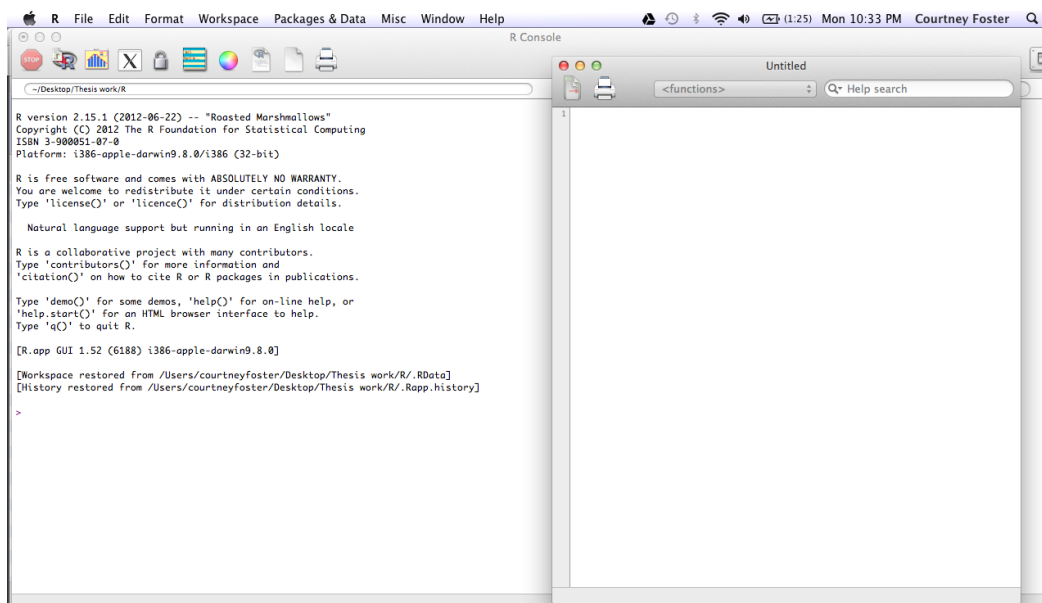 R File Edit Format Workspace Packages & Data Misc Window Help (1:25) Mon 10:33 PM Courtney Foster
R Console
STOP R X
~/Desktop/Thesis work/R
R version 2.15.1 (2012-06-22) -- "Roasted Marshmallows"
Copyright (C) 2012 The R Foundation for Statistical Computing
ISBN 3-900051-07-0
Platform: i386-apple-darwin9.8.0/i386 (32-bit)
R is free software and comes with ABSOLUTELY NO WARRANTY.
You are welcome to redistribute it under certain conditions.
Type 'license()' or 'licence()' for distribution details.
Natural language support but running in an English locale
R is a collaborative project with many contributors.
Type 'contributors()' for more information and
'citation()' on how to cite R or R packages in publications.
Type 'demo()' for some demos, 'help()' for on-line help, or
'help.start()' for an HTML browser interface to help.
Type 'q()' to quit R.
[R.app GUI 1.52 (6188) i386-apple-darwin9.8.0]
[Workspace restored from /Users/courtneyfoster/Desktop/Thesis work/R/.RData]
[History restored from /Users/courtneyfoster/Desktop/Thesis work/R/.Rapp.history]
>
Untitled
<functions> Help search
1